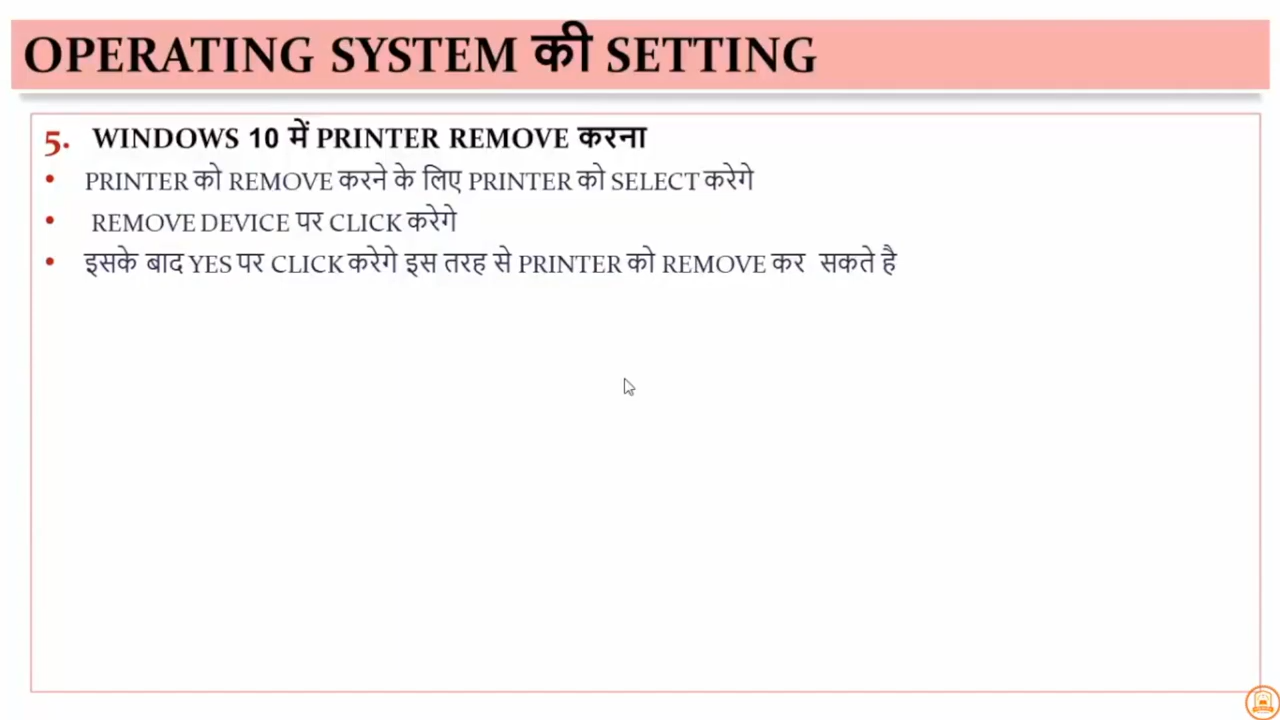 OPERATING SYSTEM की SETTING
5. WINDOWS 10 में PRINTER REMOVE करना
• PRINTER को REMOVE करने के लिए PRINTER को SELECT करेगे
• REMOVE DEVICE पर CLICK करेगे
• इसके बाद YES पर CLICK करेगे इस तरह से PRINTER को REMOVE कर सकते है